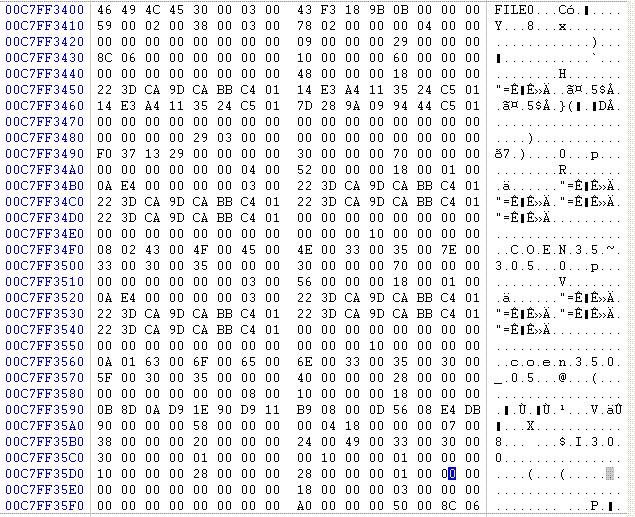 00C7FF3400 46 49 4C 45 30 00 03 00 43 F3 18 9B 0B 00 00 00 FILE0...Có.▮....
00C7FF3410 59 00 02 00 38 00 03 00 78 02 00 00 00 04 00 00 Y...8...x.......
00C7FF3420 00 00 00 00 00 00 00 00 09 00 00 00 29 00 00 00 ............)...
00C7FF3430 8C 06 00 00 00 00 00 00 10 00 00 00 60 00 00 00 ▮...........`...
00C7FF3440 00 00 00 00 00 00 00 00 48 00 00 00 18 00 00 00 ........H.......
00C7FF3450 22 3D CA 9D CA BB C4 01 14 E3 A4 11 35 24 C5 01 "=Ê▮Ê»Ä..ã¤.5$Å.
00C7FF3460 14 E3 A4 11 35 24 C5 01 7D 28 9A 09 94 44 C5 01 .ã¤.5$Å.}(▮.▮DÅ.
00C7FF3470 00 00 00 00 00 00 00 00 00 00 00 00 00 00 00 00 ................
00C7FF3480 00 00 00 00 29 03 00 00 00 00 00 00 00 00 00 00 ....)...........
00C7FF3490 F0 37 13 29 00 00 00 00 30 00 00 00 70 00 00 00 ð7.)....0...p...
00C7FF34A0 00 00 00 00 00 00 04 00 52 00 00 00 18 00 01 00 ........R.......
00C7FF34B0 0A E4 00 00 00 00 03 00 22 3D CA 9D CA BB C4 01 .ä......"=Ê▮Ê»Ä.
00C7FF34C0 22 3D CA 9D CA BB C4 01 22 3D CA 9D CA BB C4 01 "=Ê▮Ê»Ä."=Ê▮Ê»Ä.
00C7FF34D0 22 3D CA 9D CA BB C4 01 00 00 00 00 00 00 00 00 "=Ê▮Ê»Ä.........
00C7FF34E0 00 00 00 00 00 00 00 00 00 00 00 10 00 00 00 00 ................
00C7FF34F0 08 02 43 00 4F 00 45 00 4E 00 33 00 35 00 7E 00 ..C.O.E.N.3.5.~.
00C7FF3500 33 00 30 00 35 00 00 00 30 00 00 00 70 00 00 00 3.0.5...0...p...
00C7FF3510 00 00 00 00 00 00 03 00 56 00 00 00 18 00 01 00 ........V.......
00C7FF3520 0A E4 00 00 00 00 03 00 22 3D CA 9D CA BB C4 01 .ä......"=Ê▮Ê»Ä.
00C7FF3530 22 3D CA 9D CA BB C4 01 22 3D CA 9D CA BB C4 01 "=Ê▮Ê»Ä."=Ê▮Ê»Ä.
00C7FF3540 22 3D CA 9D CA BB C4 01 00 00 00 00 00 00 00 00 "=Ê▮Ê»Ä.........
00C7FF3550 00 00 00 00 00 00 00 00 00 00 00 10 00 00 00 00 ................
00C7FF3560 0A 01 63 00 6F 00 65 00 6E 00 33 00 35 00 30 00 ..c.o.e.n.3.5.0.
00C7FF3570 5F 00 30 00 35 00 00 00 40 00 00 00 28 00 00 00 _.0.5...@...(...
00C7FF3580 00 00 00 00 00 00 08 10 00 00 00 00 18 00 00 00 ................
00C7FF3590 0B 8D 0A D9 1E 90 D9 11 B9 08 00 0D 56 08 E4 DB .▮.Ù.▮Ù.¹...V.äÛ
00C7FF35A0 90 00 00 00 58 00 00 00 00 04 18 00 00 00 07 00 ▮...X...........
00C7FF35B0 38 00 00 00 20 00 00 00 24 00 49 00 33 00 30 00 8... ...$.I.3.0.
00C7FF35C0 30 00 00 00 01 00 00 00 00 10 00 00 01 00 00 00 0...............
00C7FF35D0 10 00 00 00 28 00 00 00 28 00 00 00 01 00 00 00 ....(...(.......
00C7FF35E0 00 00 00 00 00 00 00 00 18 00 00 00 03 00 00 00 ................
00C7FF35F0 00 00 00 00 00 00 00 00 A0 00 00 00 50 00 8C 06 ........ ...P.▮.